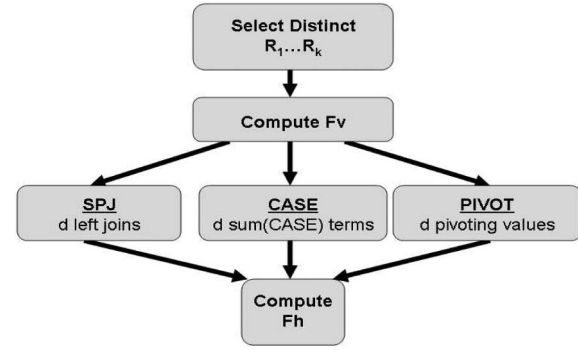 Select Distinct
R1...Rk
Compute Fv
SPJ
d left joins
CASE
d sum(CASE) terms
PIVOT
d pivoting values
Compute
Fh